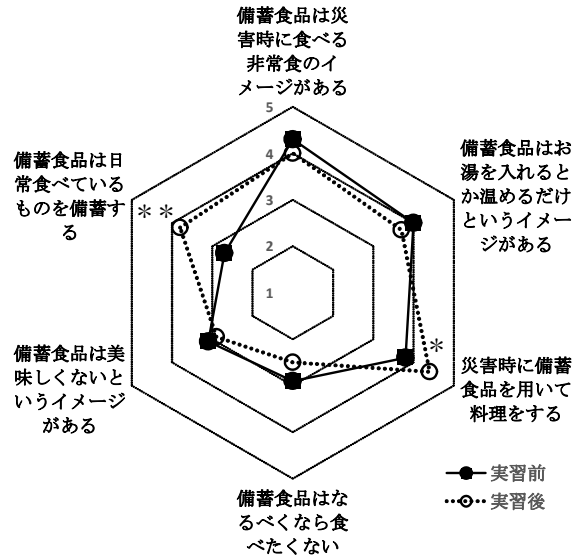 備蓄食品は災
害時に食べる
非常食のイ
メージがある
5
4
3
2
1
備蓄食品はお
湯を入れると
か温めるだけ
というイメー
ジがある
備蓄食品は日
常食べている
ものを備蓄す
る
＊＊
＊
災害時に備蓄
食品を用いて
料理をする
備蓄食品は美
味しくないと
いうイメージ
がある
備蓄食品はな
るべくなら食
べたくない
実習前
実習後